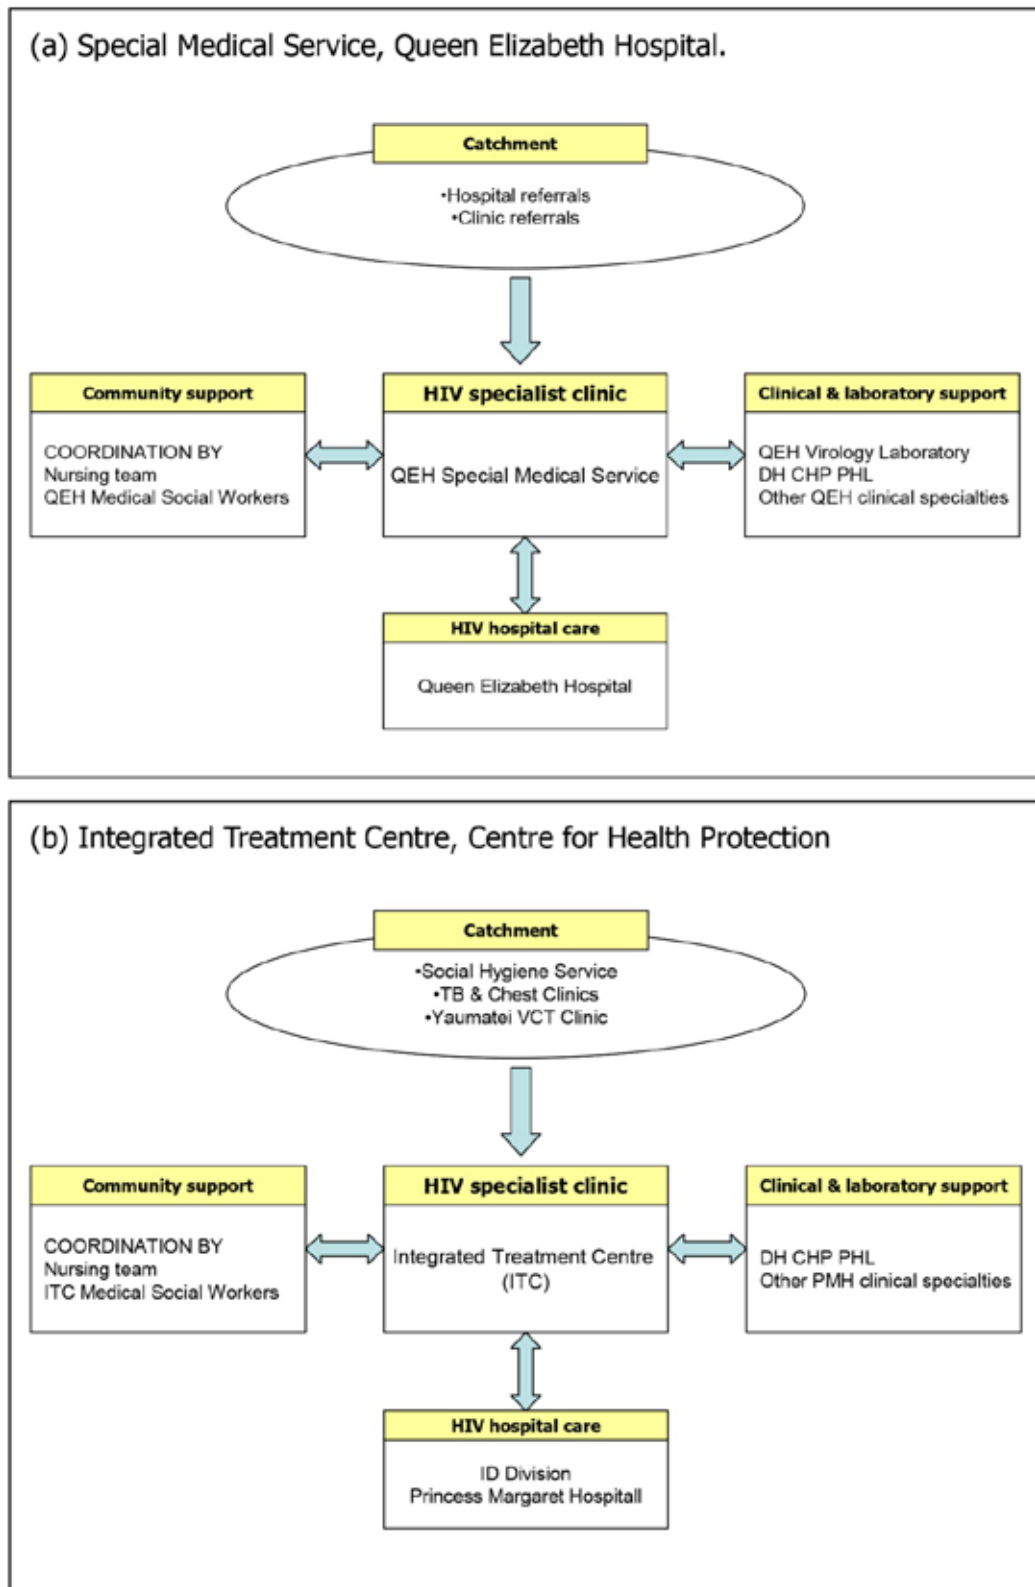 (a) Special Medical Service, Queen Elizabeth Hospital.
Catchment
•Hospital referrals
•Clinic referrals
Community support
COORDINATION BY
Nursing team
QEH Medical Social Workers
HIV specialist clinic
QEH Special Medical Service
Clinical & laboratory support
QEH Virology Laboratory
DH CHP PHL
Other QEH clinical specialties
HIV hospital care
Queen Elizabeth Hospital
(b) Integrated Treatment Centre, Centre for Health Protection
Catchment
•Social Hygiene Service
•TB & Chest Clinics
•Yaumatei VCT Clinic
Community support
COORDINATION BY
Nursing team
ITC Medical Social Workers
HIV specialist clinic
Integrated Treatment Centre
(ITC)
Clinical & laboratory support
DH CHP PHL
Other PMH clinical specialties
HIV hospital care
ID Division
Princess Margaret Hospitall